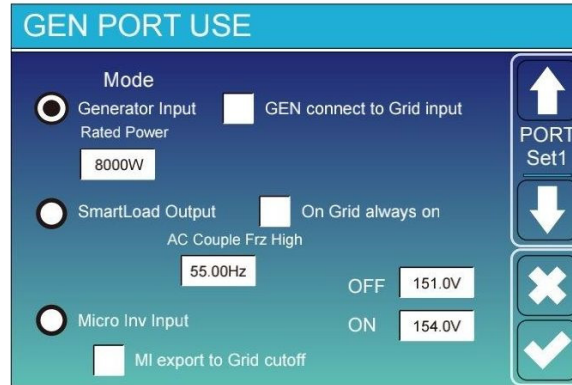 GEN PORT USE
Mode
Generator Input
GEN connect to Grid input
Rated Power
8000W
PORT
Set1
SmartLoad Output
On Grid always on
AC Couple Frz High
55.00Hz
OFF
151.0V
Micro Inv Input
ON
154.0V
MI export to Grid cutoff